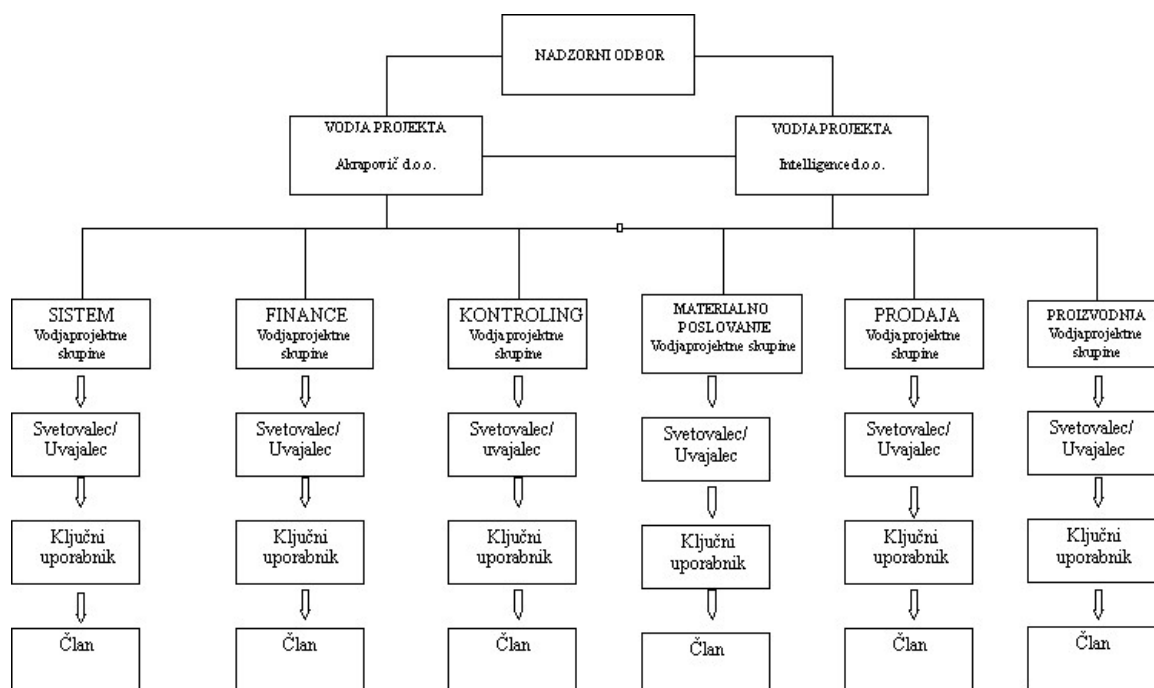 NADZORNI ODBOR
VODJA PROJEKTA
Akrapovič d.o.o.
VODJA PROJEKTA
Intelligence d.o.o.
SISTEM
Vodja projektne
skupine
FINANCE
Vodja projektne
skupine
KONTROLING
Vodja projektne
skupine
MATERIALNO
POSLOVANJE
Vodja projektne skupine
PRODAJA
Vodja projektne
skupine
PROIZVODNJA
Vodja projektne
skupine
Svetovalec/
Uvajalec
Svetovalec/
Uvajalec
Svetovalec/
uvajalec
Svetovalec/
Uvajalec
Svetovalec/
Uvajalec
Svetovalec/
Uvajalec
Ključni
uporabnik
Ključni
uporabnik
Ključni
uporabnik
Ključni
uporabnik
Ključni
uporabnik
Ključni
uporabnik
Član
Član
Član
Član
Član
Član